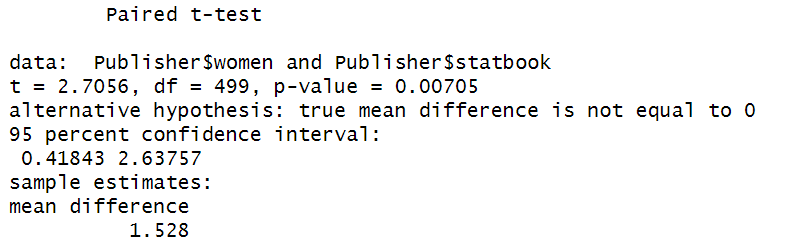 Paired t-test
data:  Publisher$women and Publisher$statbook
t = 2.7056, df = 499, p-value = 0.00705
alternative hypothesis: true mean difference is not equal to 0
95 percent confidence interval:
0.41843 2.63757
sample estimates:
mean difference
1.528